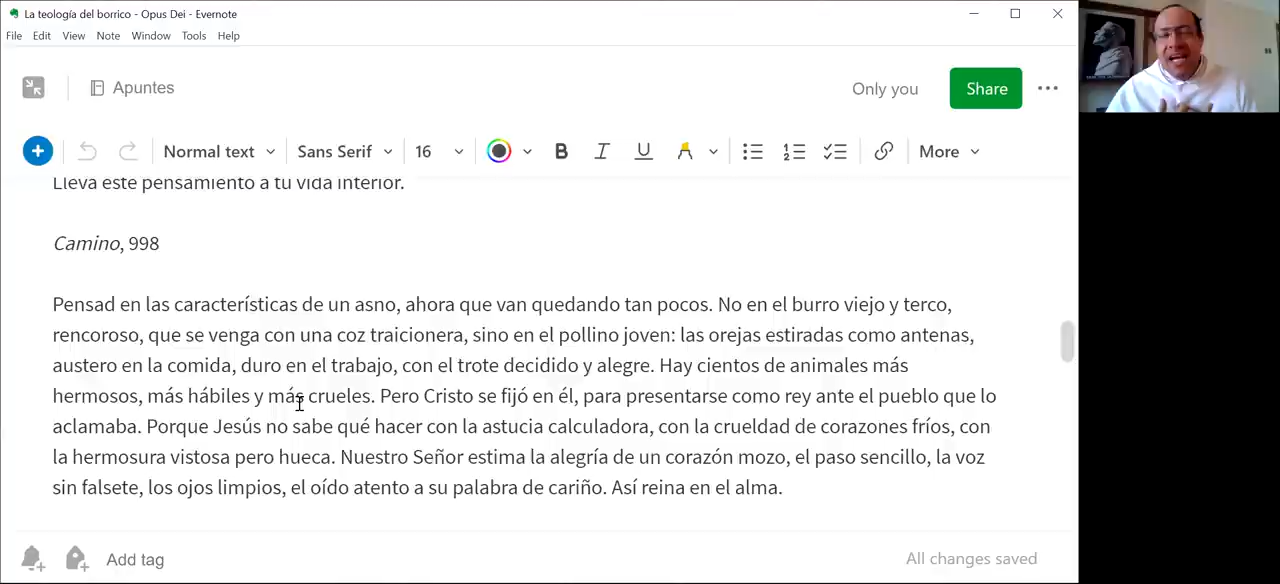 La teología del borrico - Opus Dei - Evernote
File Edit View Note Window Tools Help
Apuntes
Only you
Share
Normal text
Sans Serif
16
B I U
More
Lleva este pensamiento a tu vida interior.
Camino, 998
Pensad en las características de un asno, ahora que van quedando tan pocos. No en el burro viejo y terco,
rencoroso, que se venga con una coz traicionera, sino en el pollino joven: las orejas estiradas como antenas,
austero en la comida, duro en el trabajo, con el trote decidido y alegre. Hay cientos de animales más
hermosos, más hábiles y más crueles. Pero Cristo se fijó en él, para presentarse como rey ante el pueblo que lo
aclamaba. Porque Jesús no sabe qué hacer con la astucia calculadora, con la crueldad de corazones fríos, con
la hermosura vistosa pero hueca. Nuestro Señor estima la alegría de un corazón mozo, el paso sencillo, la voz
sin falsete, los ojos limpios, el oído atento a su palabra de cariño. Así reina en el alma.
Add tag
All changes saved